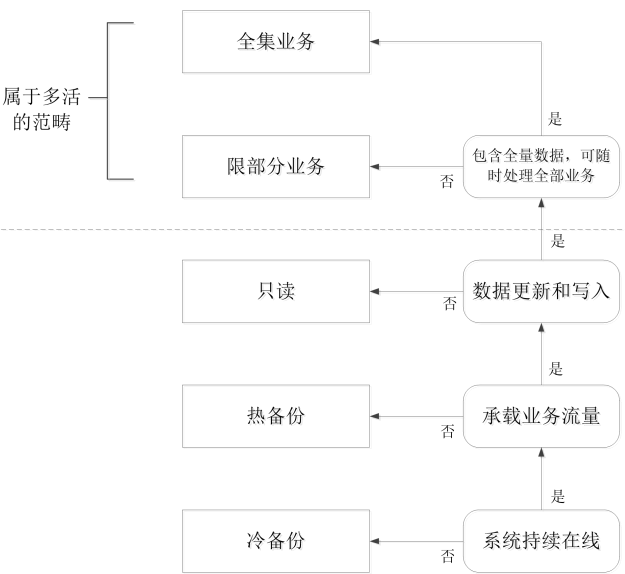 全集业务
属于多活
的范畴
是
限部分业务
否
包含全量数据，可随
时处理全部业务
是
只读
否
数据更新和写入
是
热备份
否
承载业务流量
是
冷备份
否
系统持续在线